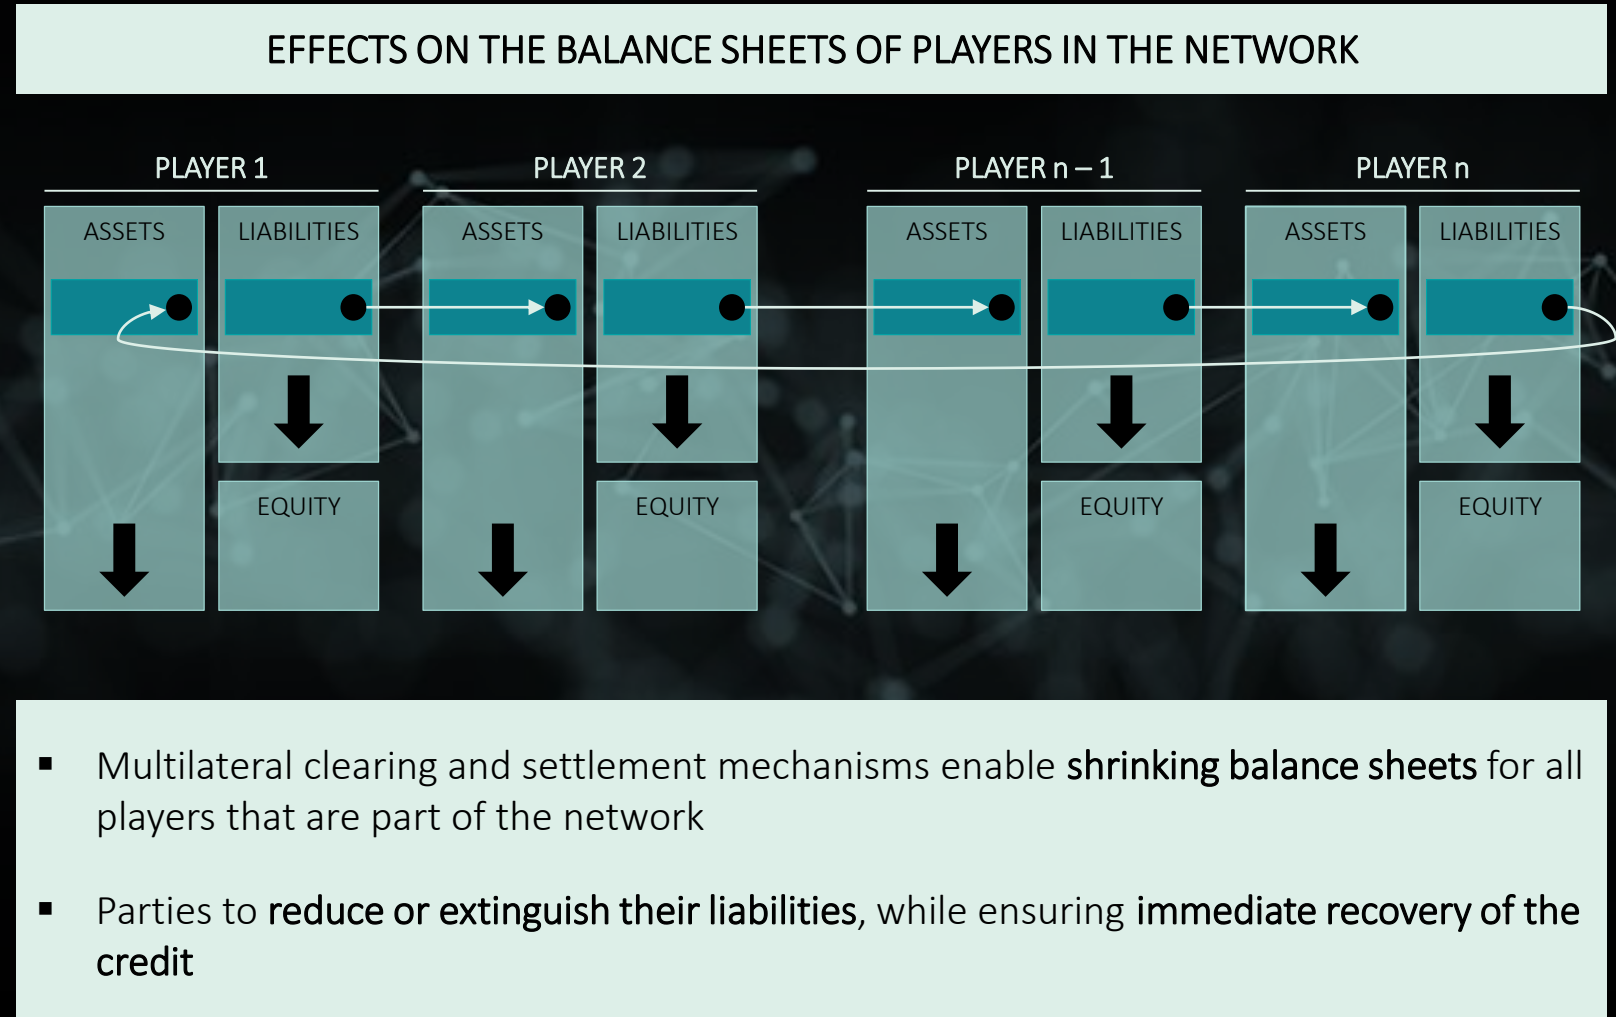 EFFECTS ON THE BALANCE SHEETS OF PLAYERS IN THE NETWORK
PLAYER 1
PLAYER 2
PLAYER n – 1
PLAYER n
ASSETS
LIABILITIES
ASSETS
LIABILITIES
ASSETS
LIABILITIES
ASSETS
LIABILITIES
EQUITY
EQUITY
EQUITY
EQUITY
▪ Multilateral clearing and settlement mechanisms enable shrinking balance sheets for all
players that are part of the network
▪ Parties to reduce or extinguish their liabilities, while ensuring immediate recovery of the
credit